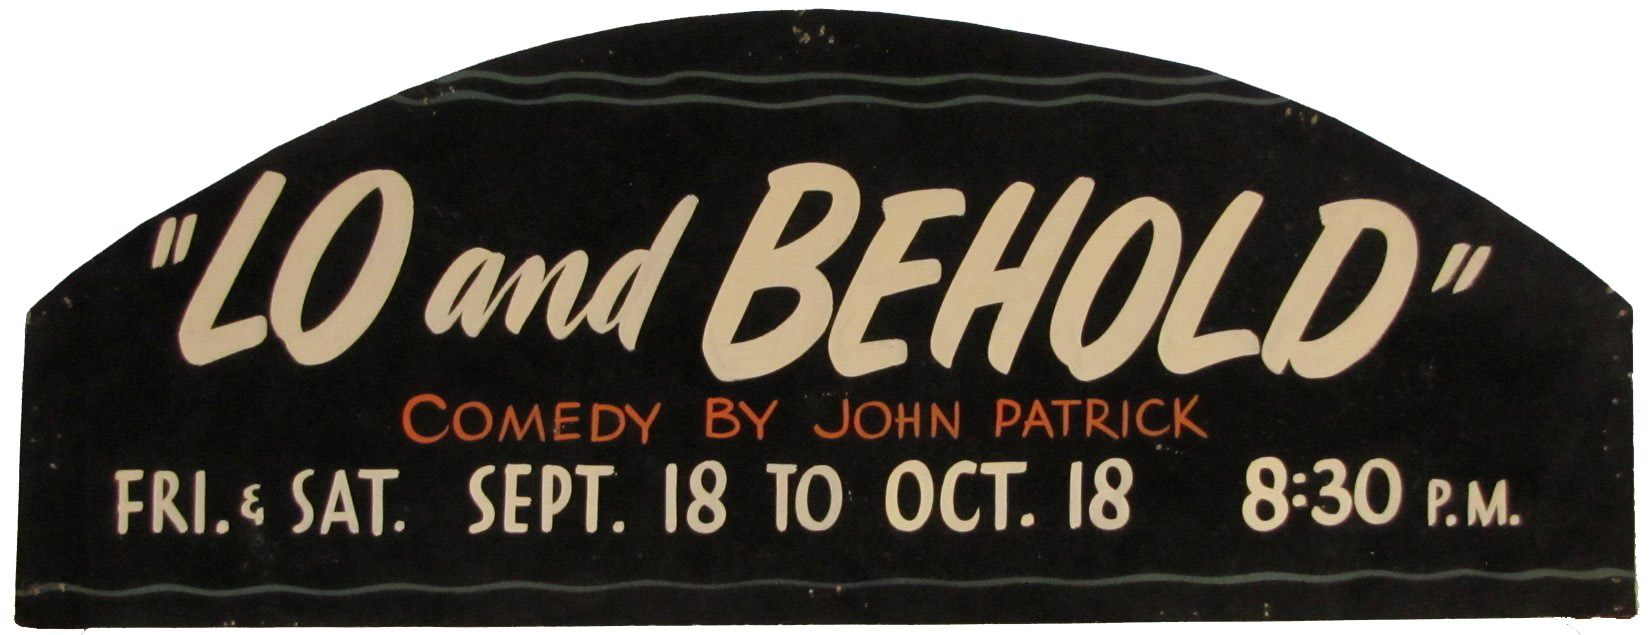 "LO and BEHOLD"
COMEDY BY JOHN PATRICK
FRI. & SAT. SEPT. 18 TO OCT. 18 8:30 P.M.